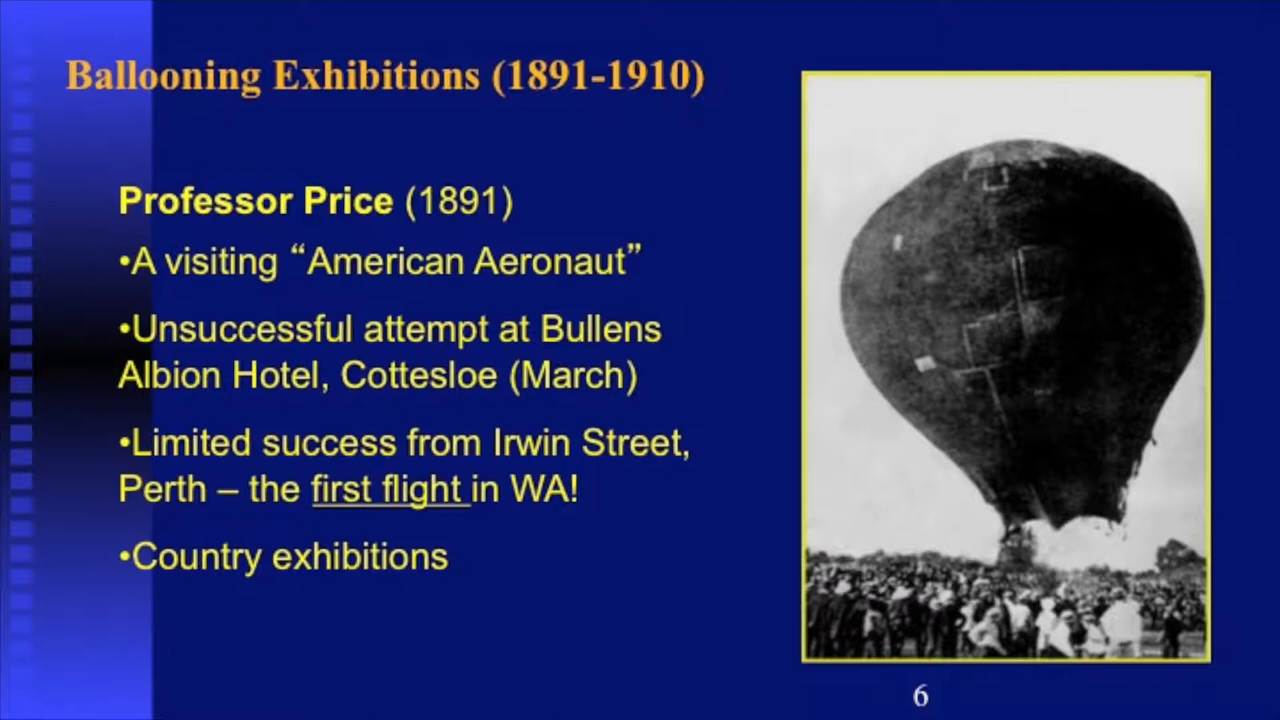 Ballooning Exhibitions (1891-1910)
Professor Price (1891)
•A visiting “American Aeronaut”
•Unsuccessful attempt at Bullens
Albion Hotel, Cottesloe (March)
•Limited success from Irwin Street,
Perth – the first flight in WA!
•Country exhibitions
6